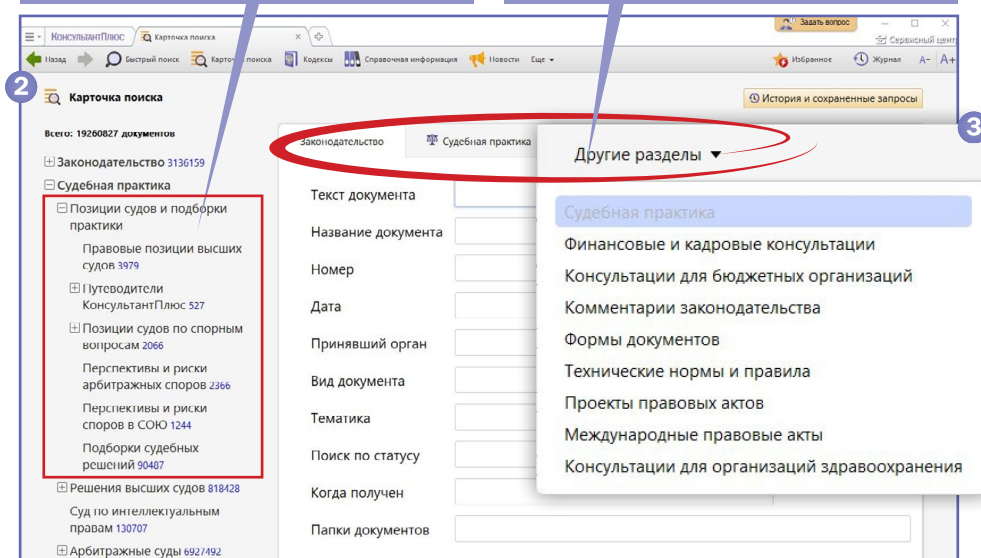 Задать вопрос
КонсультантПлюс
Карточка поиска
Сервисный цент
Назад
Быстрый поиск
Карточка поиска
Кодексы
Справочная информация
Новости
Еще
Избранное
Журнал
А-
А+
2
Карточка поиска
История и сохраненные запросы
Всего: 19260827 документов
Законодательство
Судебная практика
Другие разделы
3
Законодательство 3136159
Судебная практика
Позиции судов и подборки
практики
Правовые позиции высших
судов 3979
Путеводители
КонсультантПлюс 527
Позиции судов по спорным
вопросам 2066
Перспективы и риски
арбитражных споров 2366
Перспективы и риски
споров в СОЮ 1244
Подборки судебных
решений 90487
Решения высших судов 818428
Суд по интеллектуальным
правам 130707
Арбитражные суды 6927492
Текст документа
Название документа
Номер
Дата
Принявший орган
Вид документа
Тематика
Поиск по статусу
Когда получен
Папки документов
Судебная практика
Финансовые и кадровые консультации
Консультации для бюджетных организаций
Комментарии законодательства
Формы документов
Технические нормы и правила
Проекты правовых актов
Международные правовые акты
Консультации для организаций здравоохранения